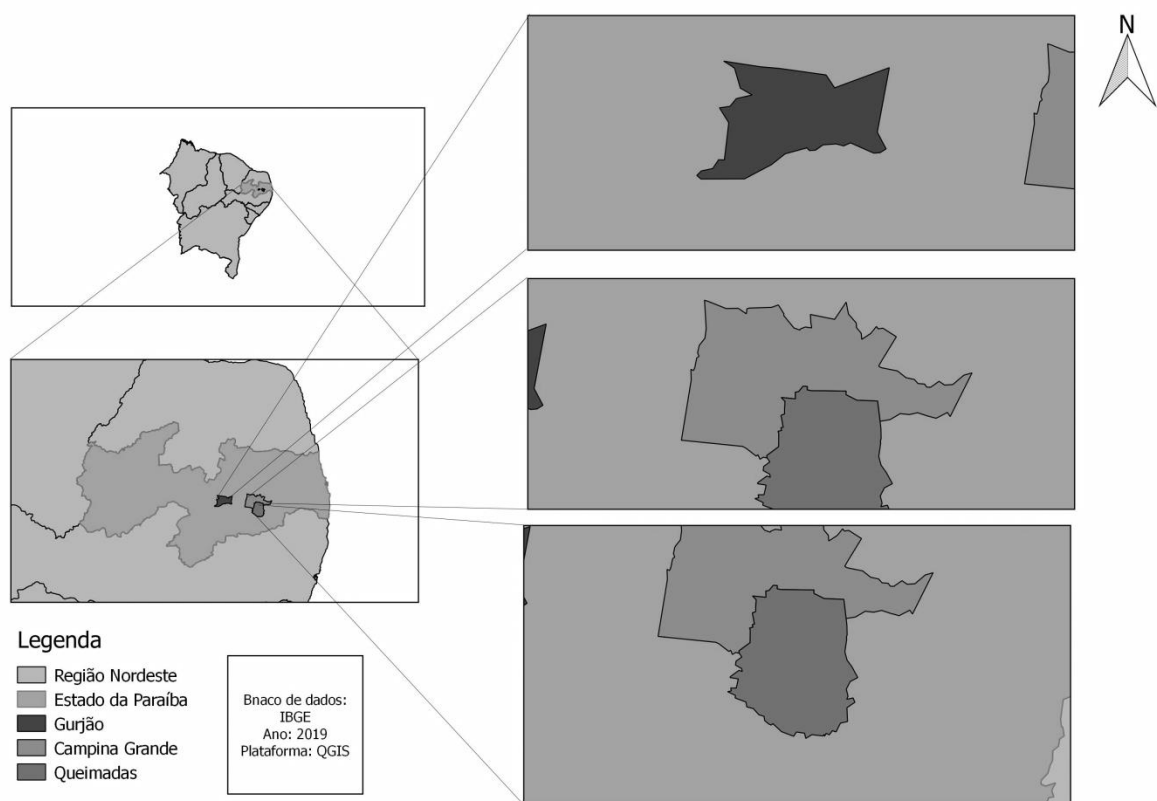 N
Legenda
Região Nordeste
Estado da Paraíba
Gurjão
Campina Grande
Queimadas
Bnaco de dados:
IBGE
Ano: 2019
Plataforma: QGIS